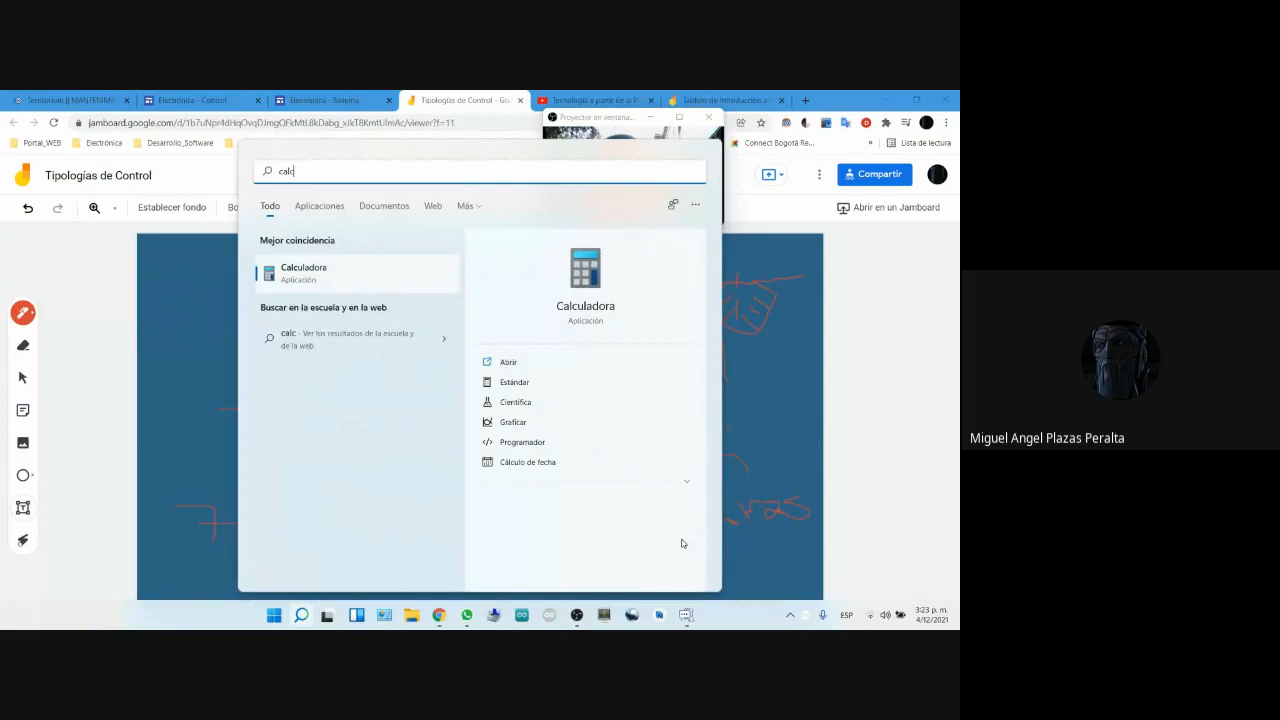 Territorium || MANTENIMI
Electrónica - Control
Electrónica - Sistema
Tipologías de Control - Go
Tecnología a partir de la
Tablero de Introducción a
jamboard.google.com/d/
/viewer?f=11
Proyector en ventana...
Portal_WEB
Electrónica
Desarrollo_Software
Connect Bogotá Re...
»
Lista de lectura
Tipologías de Control
Compartir
Establecer fondo
Bo
Abrir en un Jamboard
calc
Todo
Aplicaciones
Documentos
Web
Más
Mejor coincidencia
Calculadora
Aplicación
Buscar en la escuela y en la web
calc - Ver los resultados de la escuela y
de la web
Calculadora
Aplicación
Abrir
Estándar
Científica
Graficar
Programador
Cálculo de fecha
7
Miguel Angel Plazas Peralta
ESP
3:23 p. m.
4/12/2021